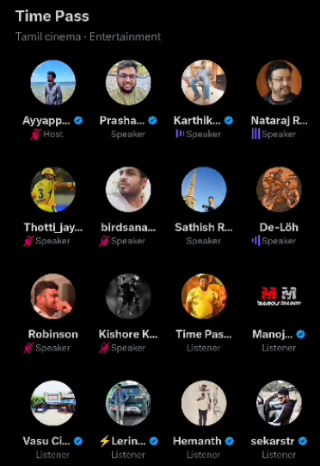 Time Pass
Tamil cinema · Entertainment
Ayyapp... Prasha... Karthik... Nataraj R...
Host Speaker Speaker Speaker
Thotti_jay... birdsana... Sathish R... De-Löh
Speaker Speaker Speaker Speaker
M M
Robinson Kishore K... Time Pas... Manoj...
Speaker Speaker Listener Listener
Vasu Ci... ⚡Lerin... Hemanth sekarstr
Listener Listener Listener Listener